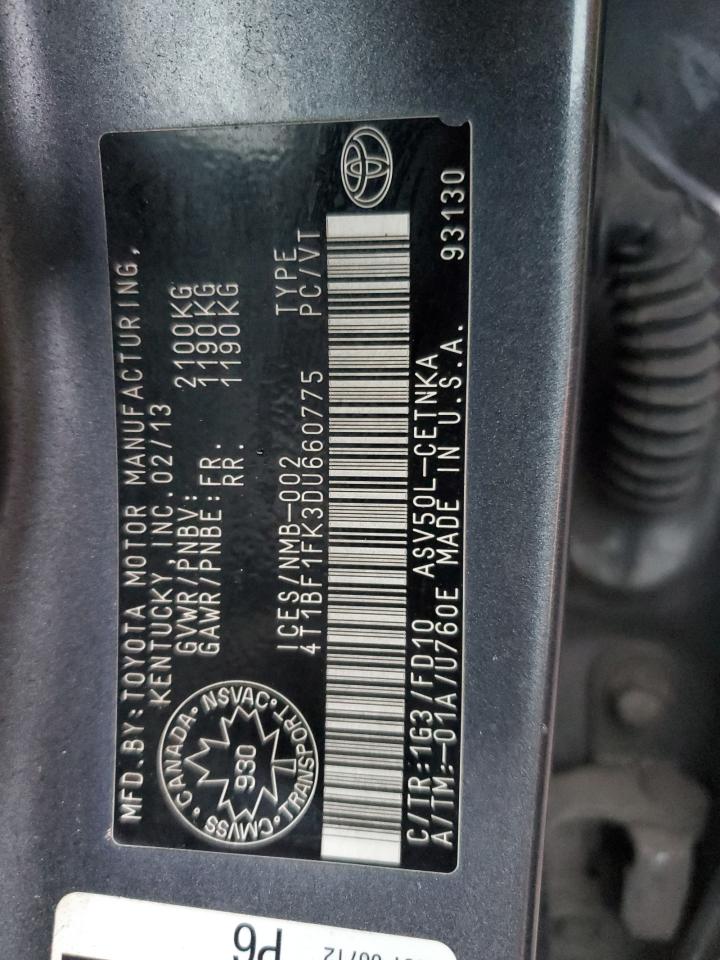 MFD.BY:TOYOTA MOTOR MANUFACTURING,
KENTUCKY INC. 02/13
GVWR/PNBV: 2100KG
GAWR/PNBE: FR. 1190KG
RR. 1190KG
CANADA • NSVAC • TRANSPORT • CMVSS •
930
ICES/NMB-002 TYPE
4T1BF1FK3DU660775 PC/VT
C/TR:1G3/FD10 ASV50L-CETNKA 93130
A/TM:-01A/U760E MADE IN U.S.A.
P6